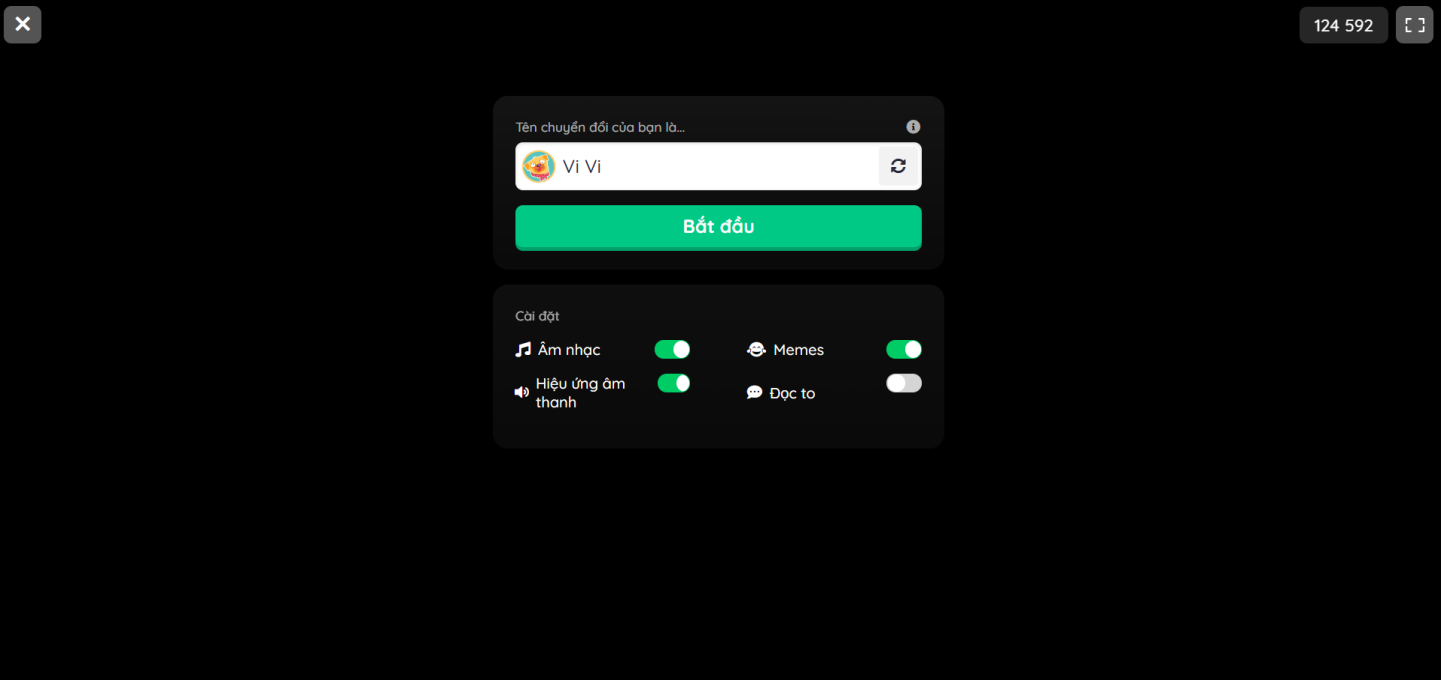 124 592
Tên chuyển đổi của bạn là...
Vi Vi
Bắt đầu
Cài đặt
Âm nhạc
Memes
Hiệu ứng âm
thanh
Đọc to